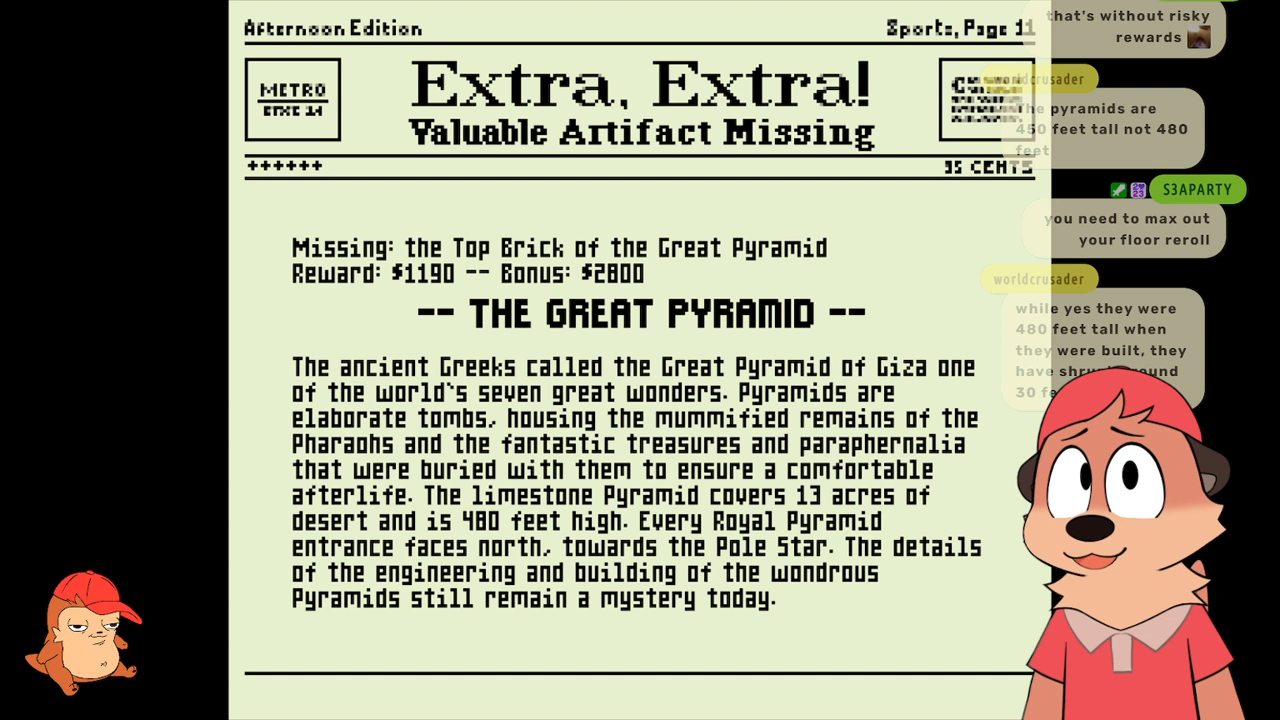 Afternoon Edition
Sports, Page 11
METRO
Extra, Extra!
Valuable Artifact Missing
++++++
35 CENTS
Missing: the Top Brick of the Great Pyramid
Reward: $1190 -- Bonus: $2800
-- THE GREAT PYRAMID --
The ancient Greeks called the Great Pyramid of Giza one
of the world's seven great wonders. Pyramids are
elaborate tombs, housing the mummified remains of the
Pharaohs and the fantastic treasures and paraphernalia
that were buried with them to ensure a comfortable
afterlife. The limestone Pyramid covers 13 acres of
desert and is 480 feet high. Every Royal Pyramid
entrance faces north, towards the Pole Star. The details
of the engineering and building of the wondrous
Pyramids still remain a mystery today.
that's without risky
rewards
worldcrusader
the pyramids are
450 feet tall not 480
feet
S3APARTY
you need to max out
your floor reroll
worldcrusader
while yes they were
480 feet tall when
they were built, they
have
30